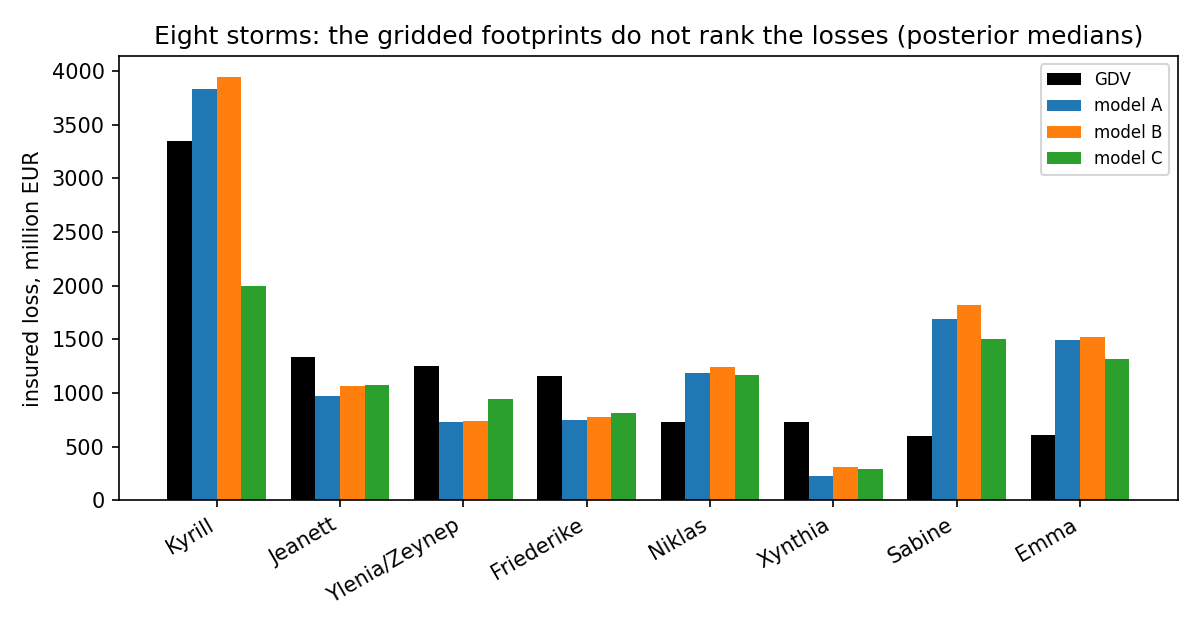 Eight storms: the gridded footprints do not rank the losses (posterior medians)
insured loss, million EUR
4000
3500
3000
2500
2000
1500
1000
500
0
GDV
model A
model B
model C
Kyrill
Jeanett
Ylenia/Zeynep
Friederike
Niklas
Xynthia
Sabine
Emma